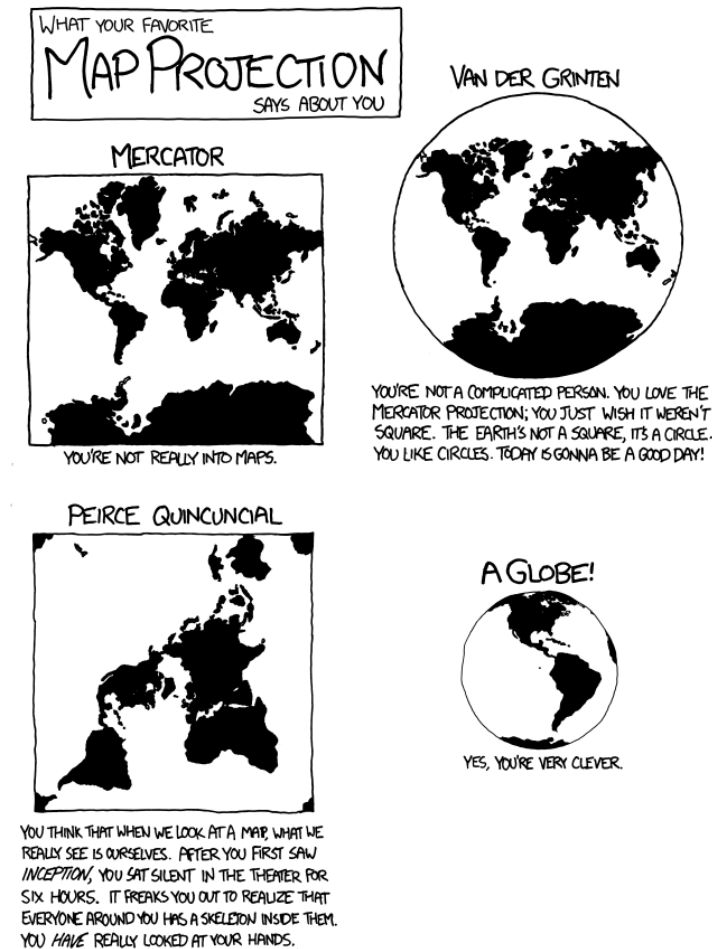 WHAT YOUR FAVORITE
MAP PROJECTION
SAYS ABOUT YOU
MERCATOR
YOU'RE NOT REALLY INTO MAPS.
VAN DER GRINTEN
YOU'RE NOT A COMPLICATED PERSON. YOU LOVE THE
MERCATOR PROJECTION; YOU JUST WISH IT WEREN'T
SQUARE. THE EARTH'S NOT A SQUARE, IT'S A CIRCLE.
YOU LIKE CIRCLES. TODAY IS GONNA BE A GOOD DAY!
PEIRCE QUINCUNCIAL
YOU THINK THAT WHEN WE LOOK AT A MAP, WHAT WE
REALLY SEE IS OURSELVES. AFTER YOU FIRST SAW
INCEPTION, YOU SAT SILENT IN THE THEATER FOR
SIX HOURS. IT FREAKS YOU OUT TO REALIZE THAT
EVERYONE AROUND YOU HAS A SKELETON INSIDE THEM.
YOU HAVE REALLY LOOKED AT YOUR HANDS.
A GLOBE!
YES, YOU'RE VERY CLEVER.